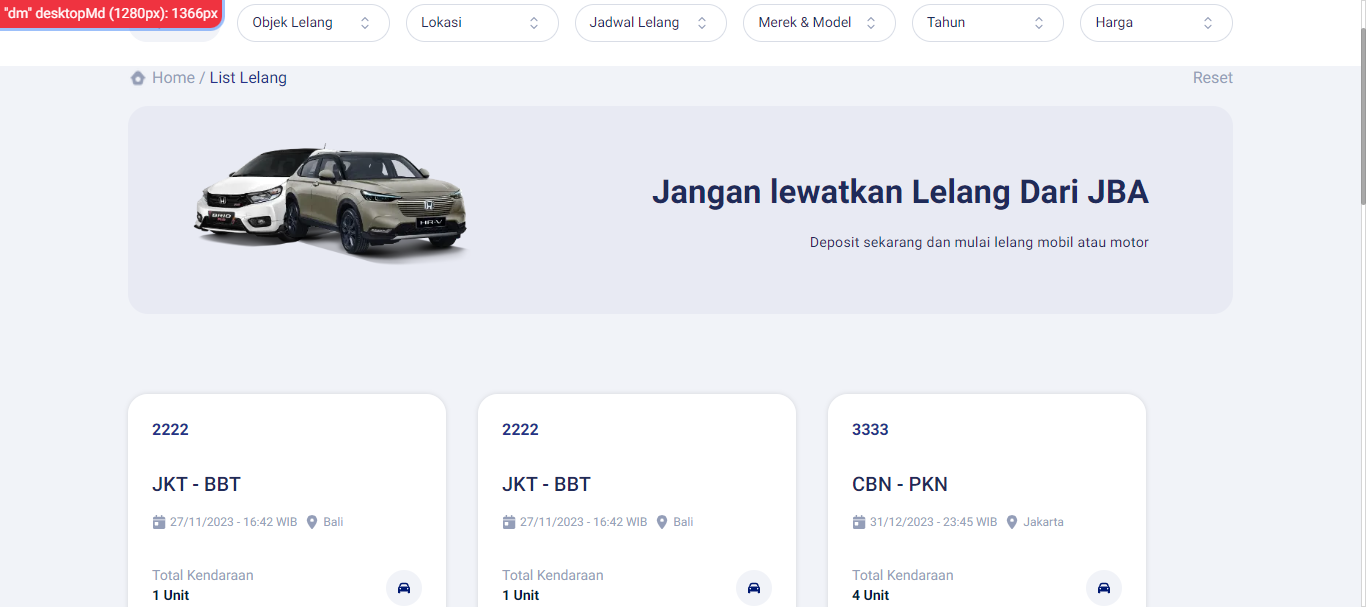 "dm" desktopMd (1280px): 1366px
Objek Lelang
Lokasi
Jadwal Lelang
Merek & Model
Tahun
Harga
Home / List Lelang
Reset
BRIO
HR-V
Jangan lewatkan Lelang Dari JBA
Deposit sekarang dan mulai lelang mobil atau motor
2222
JKT - BBT
27/11/2023 - 16:42 WIB Bali
Total Kendaraan
1 Unit
2222
JKT - BBT
27/11/2023 - 16:42 WIB Bali
Total Kendaraan
1 Unit
3333
CBN - PKN
31/12/2023 - 23:45 WIB Jakarta
Total Kendaraan
4 Unit